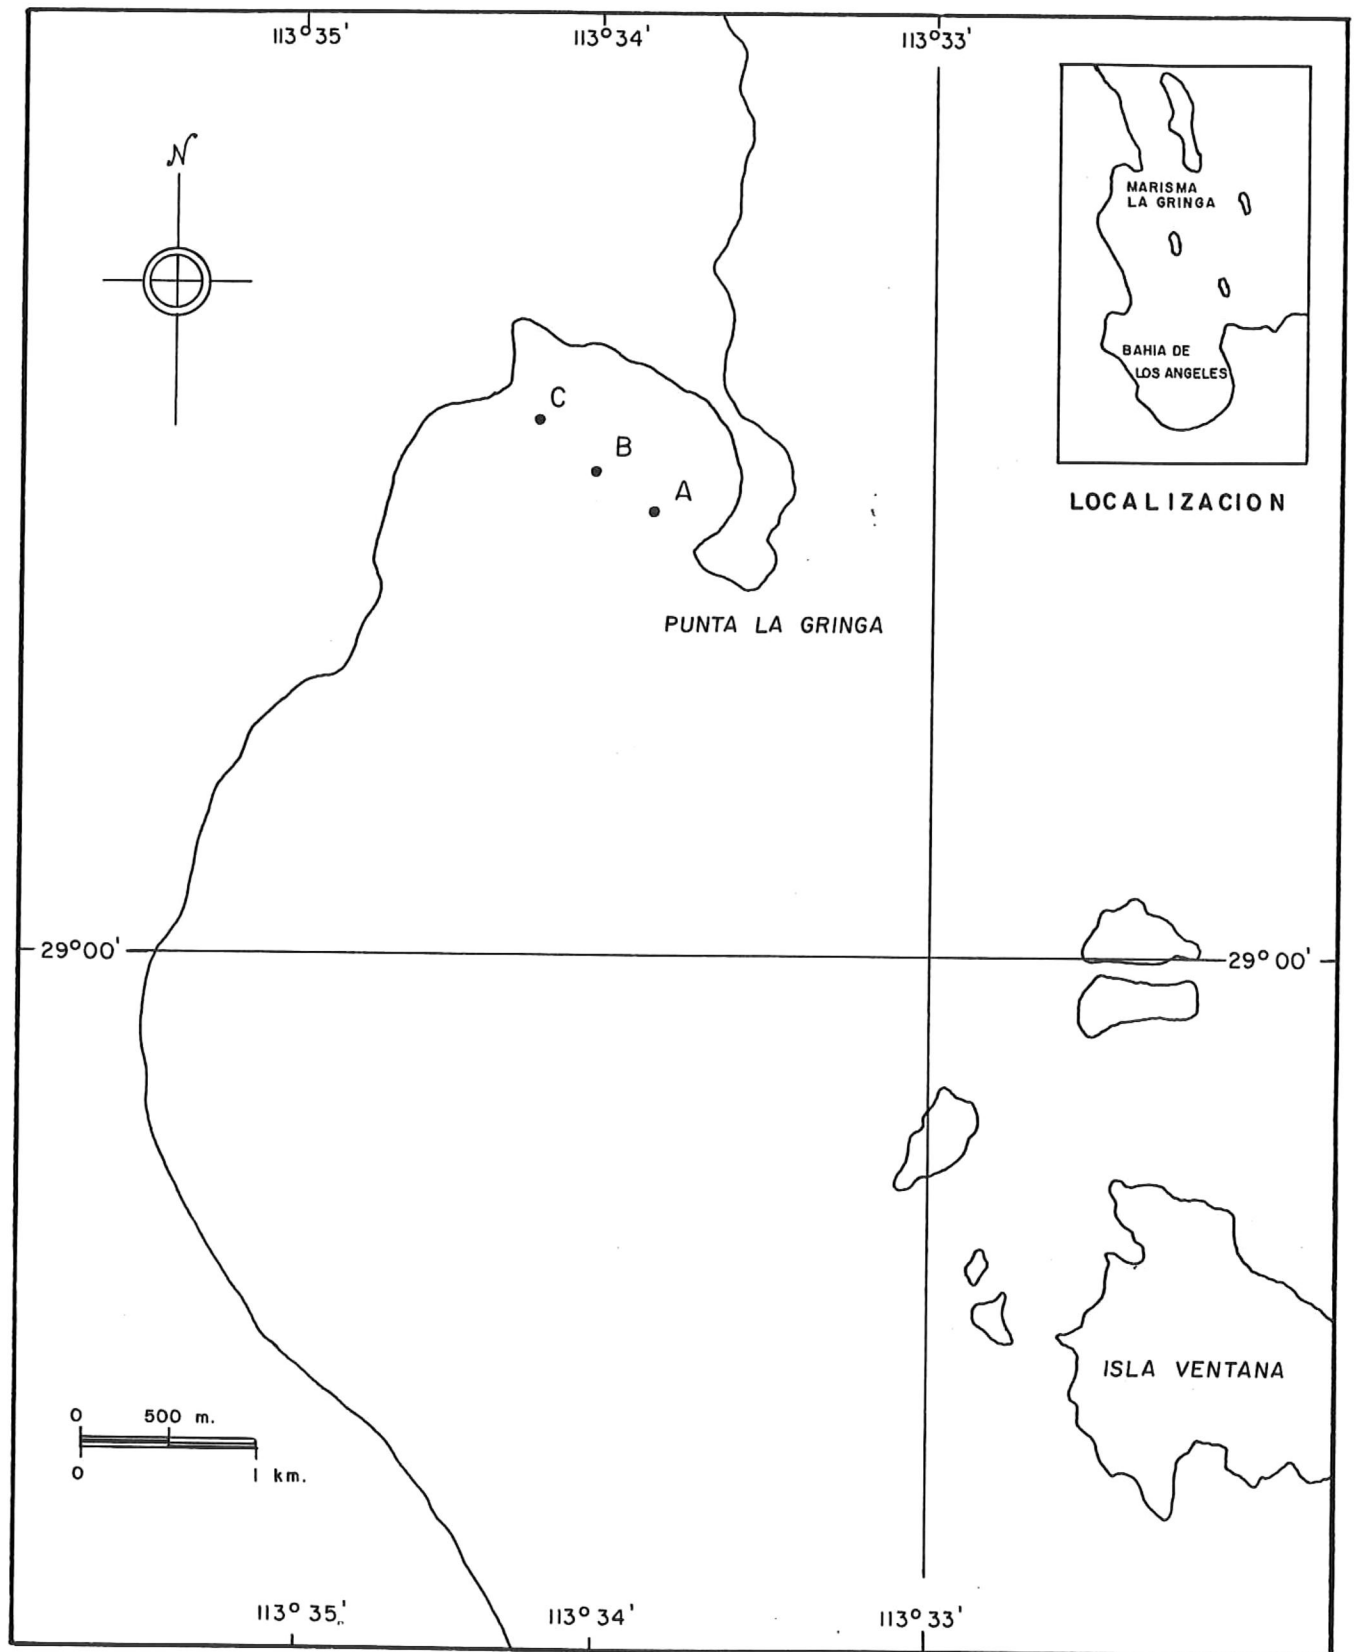 113°35'
113°34'
113°33'
N
MARISMA
LA GRINGA
BAHIA DE
LOS ANGELES
LOCALIZACION
C
B
A
PUNTA LA GRINGA
29°00'
29°00'
ISLA VENTANA
0 500 m.
0 1 km.
113°35'
113°34'
113°33'